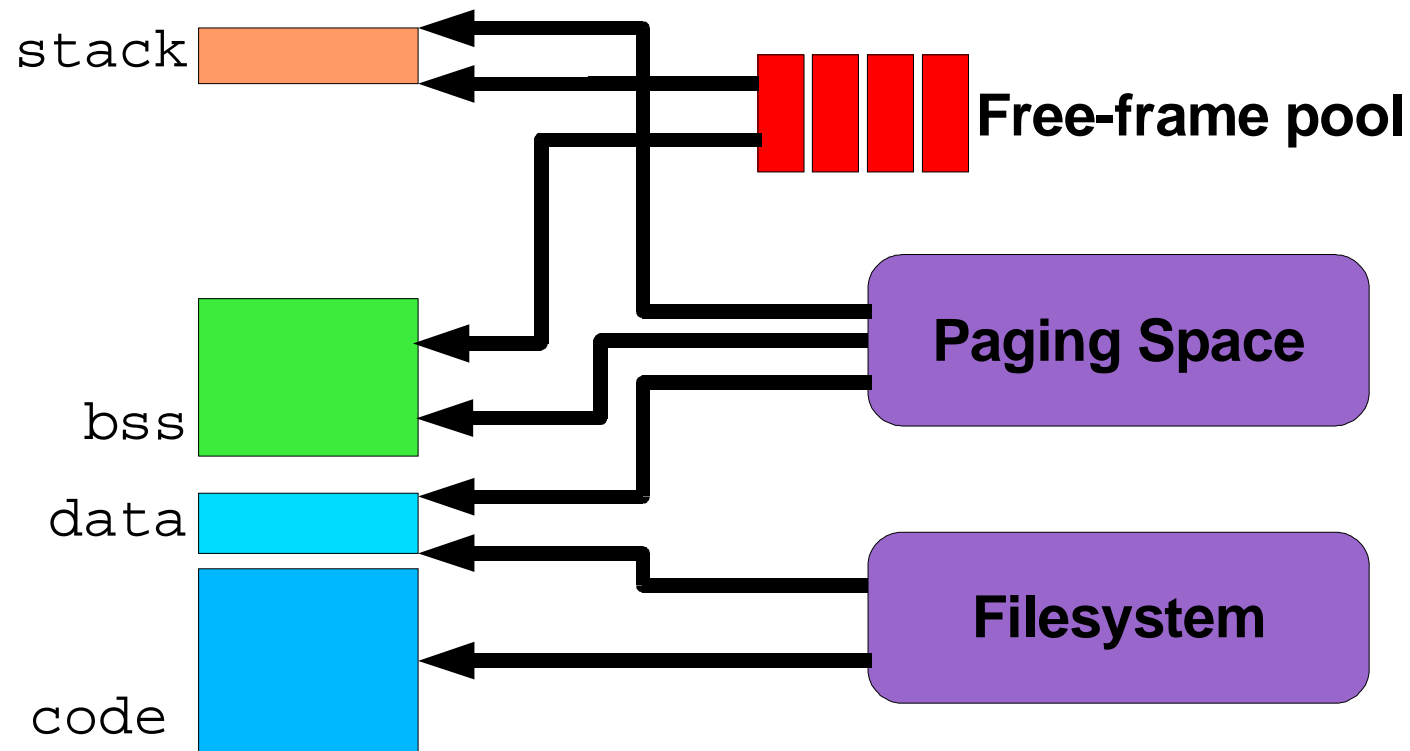 stack
Free-frame pool
Paging Space
bss
data
Filesystem
code